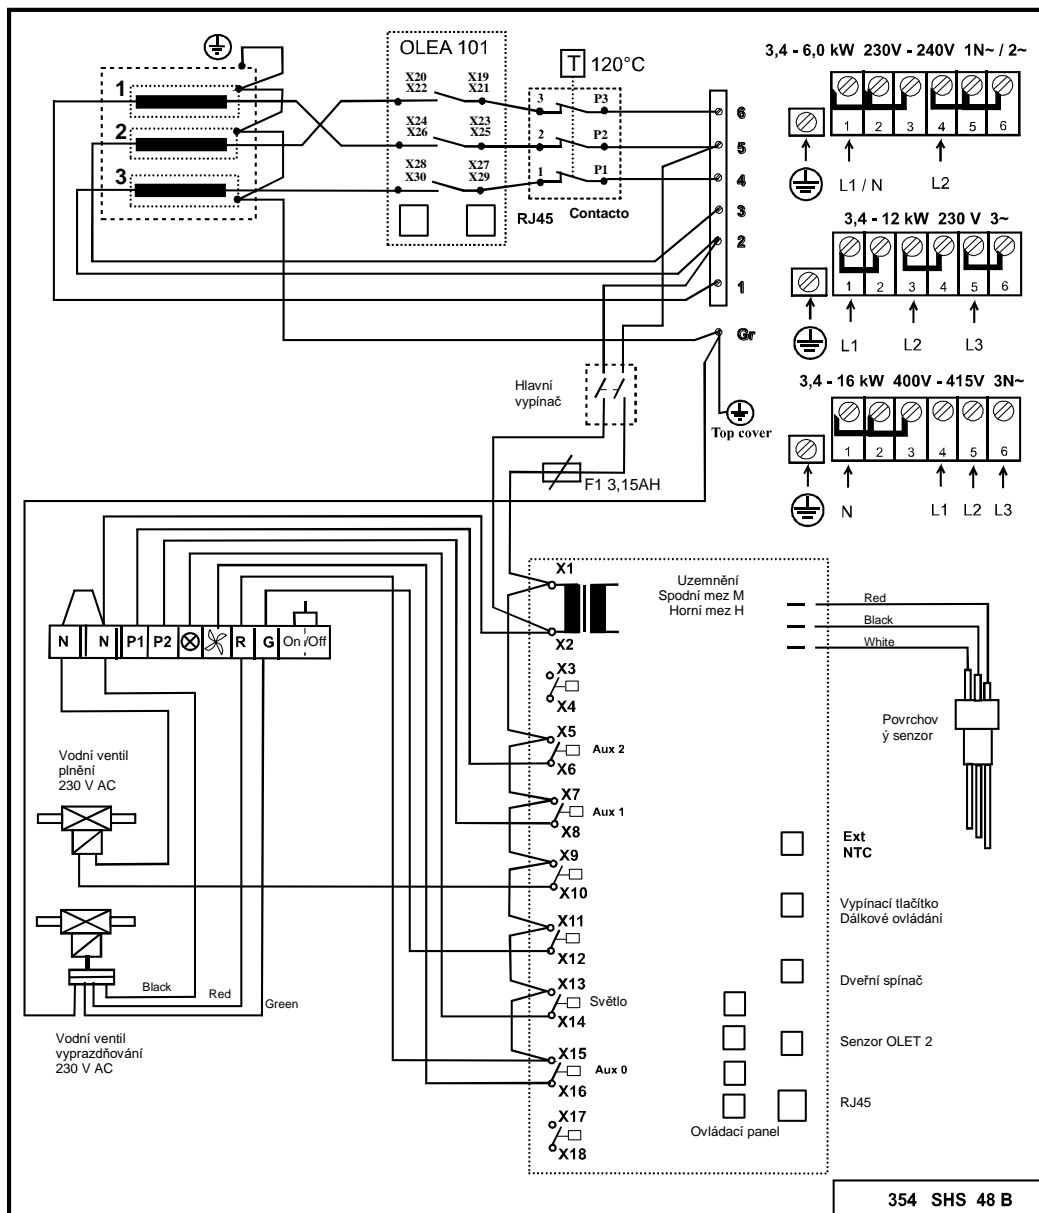 OLEA 101
T 120°C
1
2
3
X20
X22
X19
X21
X24
X26
X23
X25
X28
X30
X27
X29
3 P3
2 P2
1 P1
RJ45
Contacto
6
5
4
3
2
1
Gr
Top cover
Hlavní
vypínač
F1 3,15AH
3,4 - 6,0 kW 230V - 240V 1N~ / 2~
1 2 3 4 5 6
L1 / N L2
3,4 - 12 kW 230 V 3~
1 2 3 4 5 6
L1 L2 L3
3,4 - 16 kW 400V - 415V 3N~
1 2 3 4 5 6
N L1 L2 L3
N N P1 P2 R G On /Off
Vodní ventil
plnění
230 V AC
Black
Red
Green
Vodní ventil
vyprazdňování
230 V AC
X1
X2
X3
X4
X5
Aux 2
X6
X7
Aux 1
X8
X9
X10
X11
X12
X13
Světlo
X14
X15
Aux 0
X16
X17
X18
Uzemnění
Spodní mez M
Horní mez H
Red
Black
White
Povrchov
ý senzor
Ext
NTC
Vypínací tlačítko
Dálkové ovládání
Dveřní spínač
Senzor OLET 2
RJ45
Ovládací panel
354 SHS 48 B